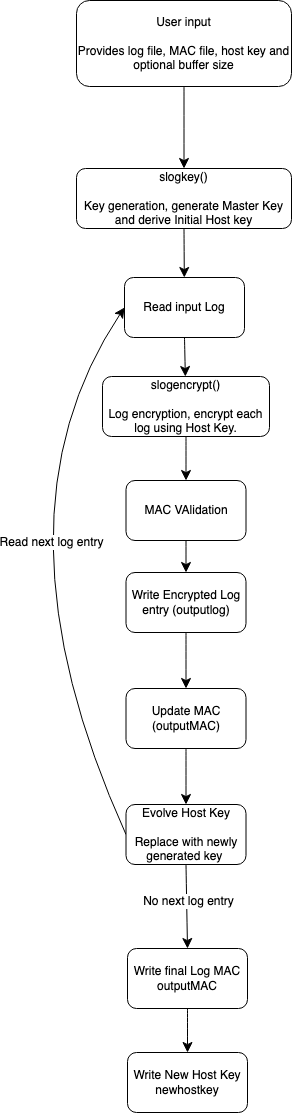 User input
Provides log file, MAC file, host key and
optional buffer size
slogkey()
Key generation, generate Master Key
and derive Initial Host key
Read input Log
slogencrypt()
Log encryption, encrypt each
log using Host Key.
MAC VAlidation
Read next log entry
Write Encrypted Log
entry (outputlog)
Update MAC
(outputMAC)
Evolve Host Key
Replace with newly
generated key
No next log entry
Write final Log MAC
outputMAC
Write New Host Key
newhostkey